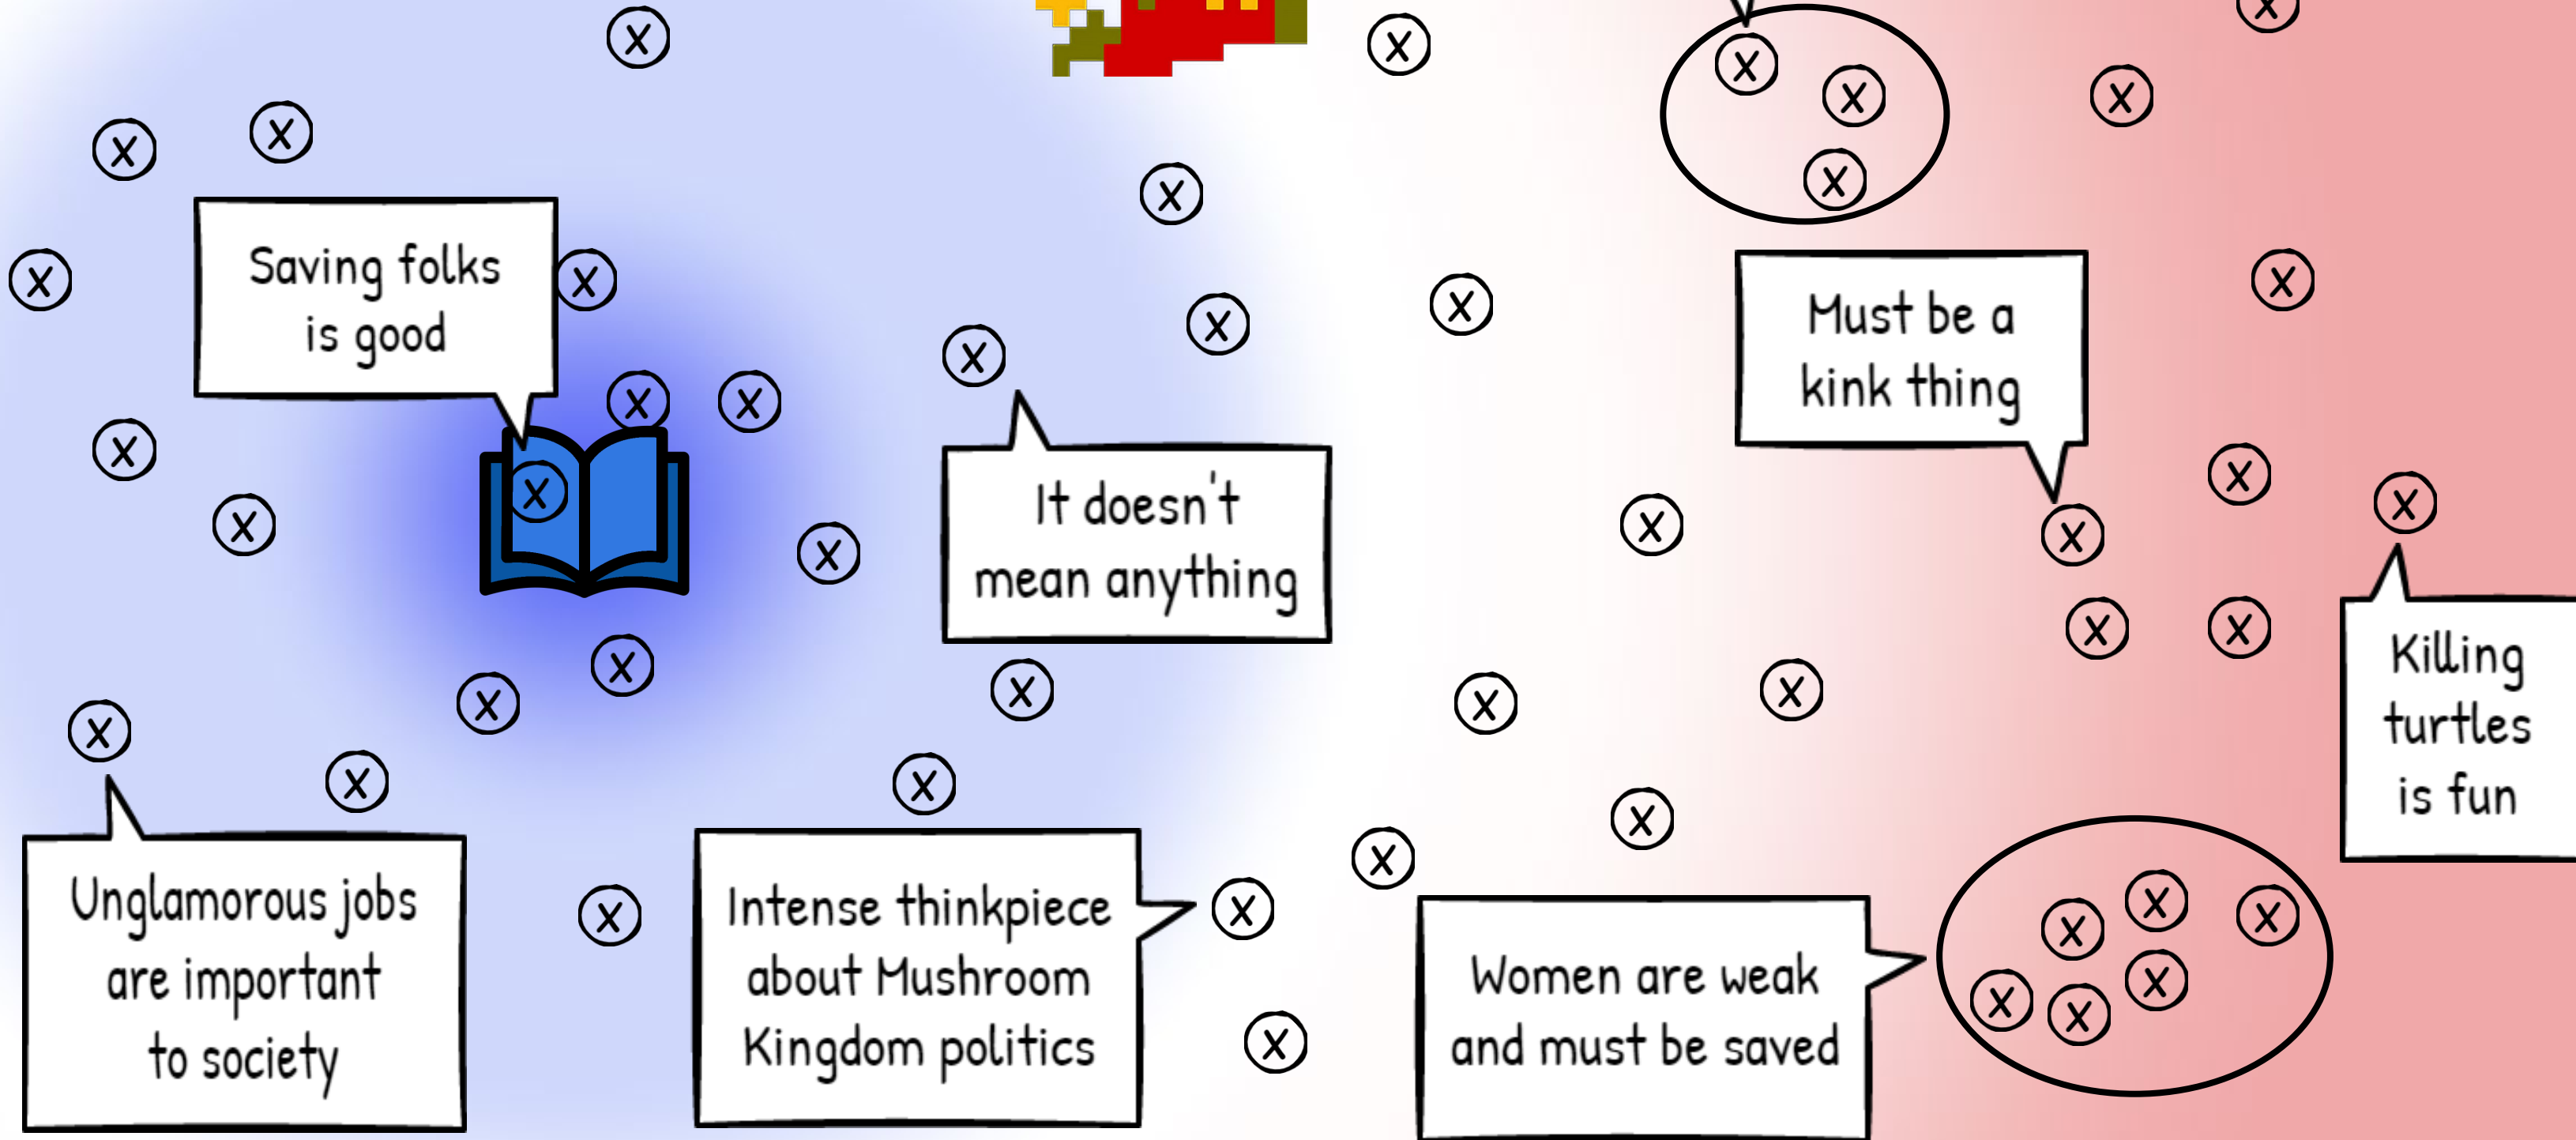 Saving folks
is good
Must be a
kink thing
It doesn't
mean anything
Killing
turtles
is fun
Unglamorous jobs
are important
to society
Intense thinkpiece
about Mushroom
Kingdom politics
Women are weak
and must be saved